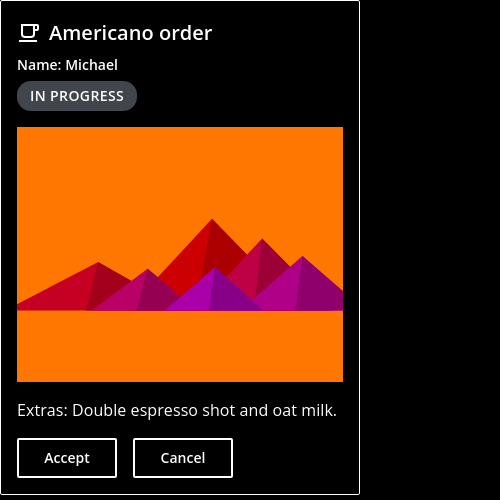 Americano order
Name: Michael
IN PROGRESS
Extras: Double espresso shot and oat milk.
Accept
Cancel